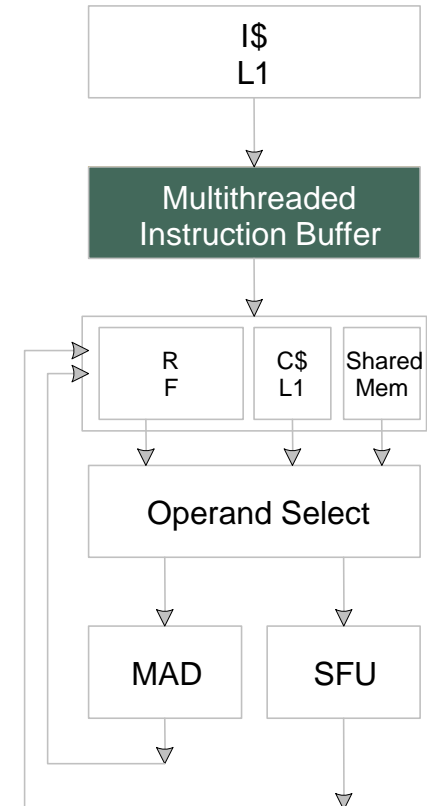 I$
L1
Multithreaded
Instruction Buffer
R
F
C$
L1
Shared
Mem
Operand Select
MAD
SFU